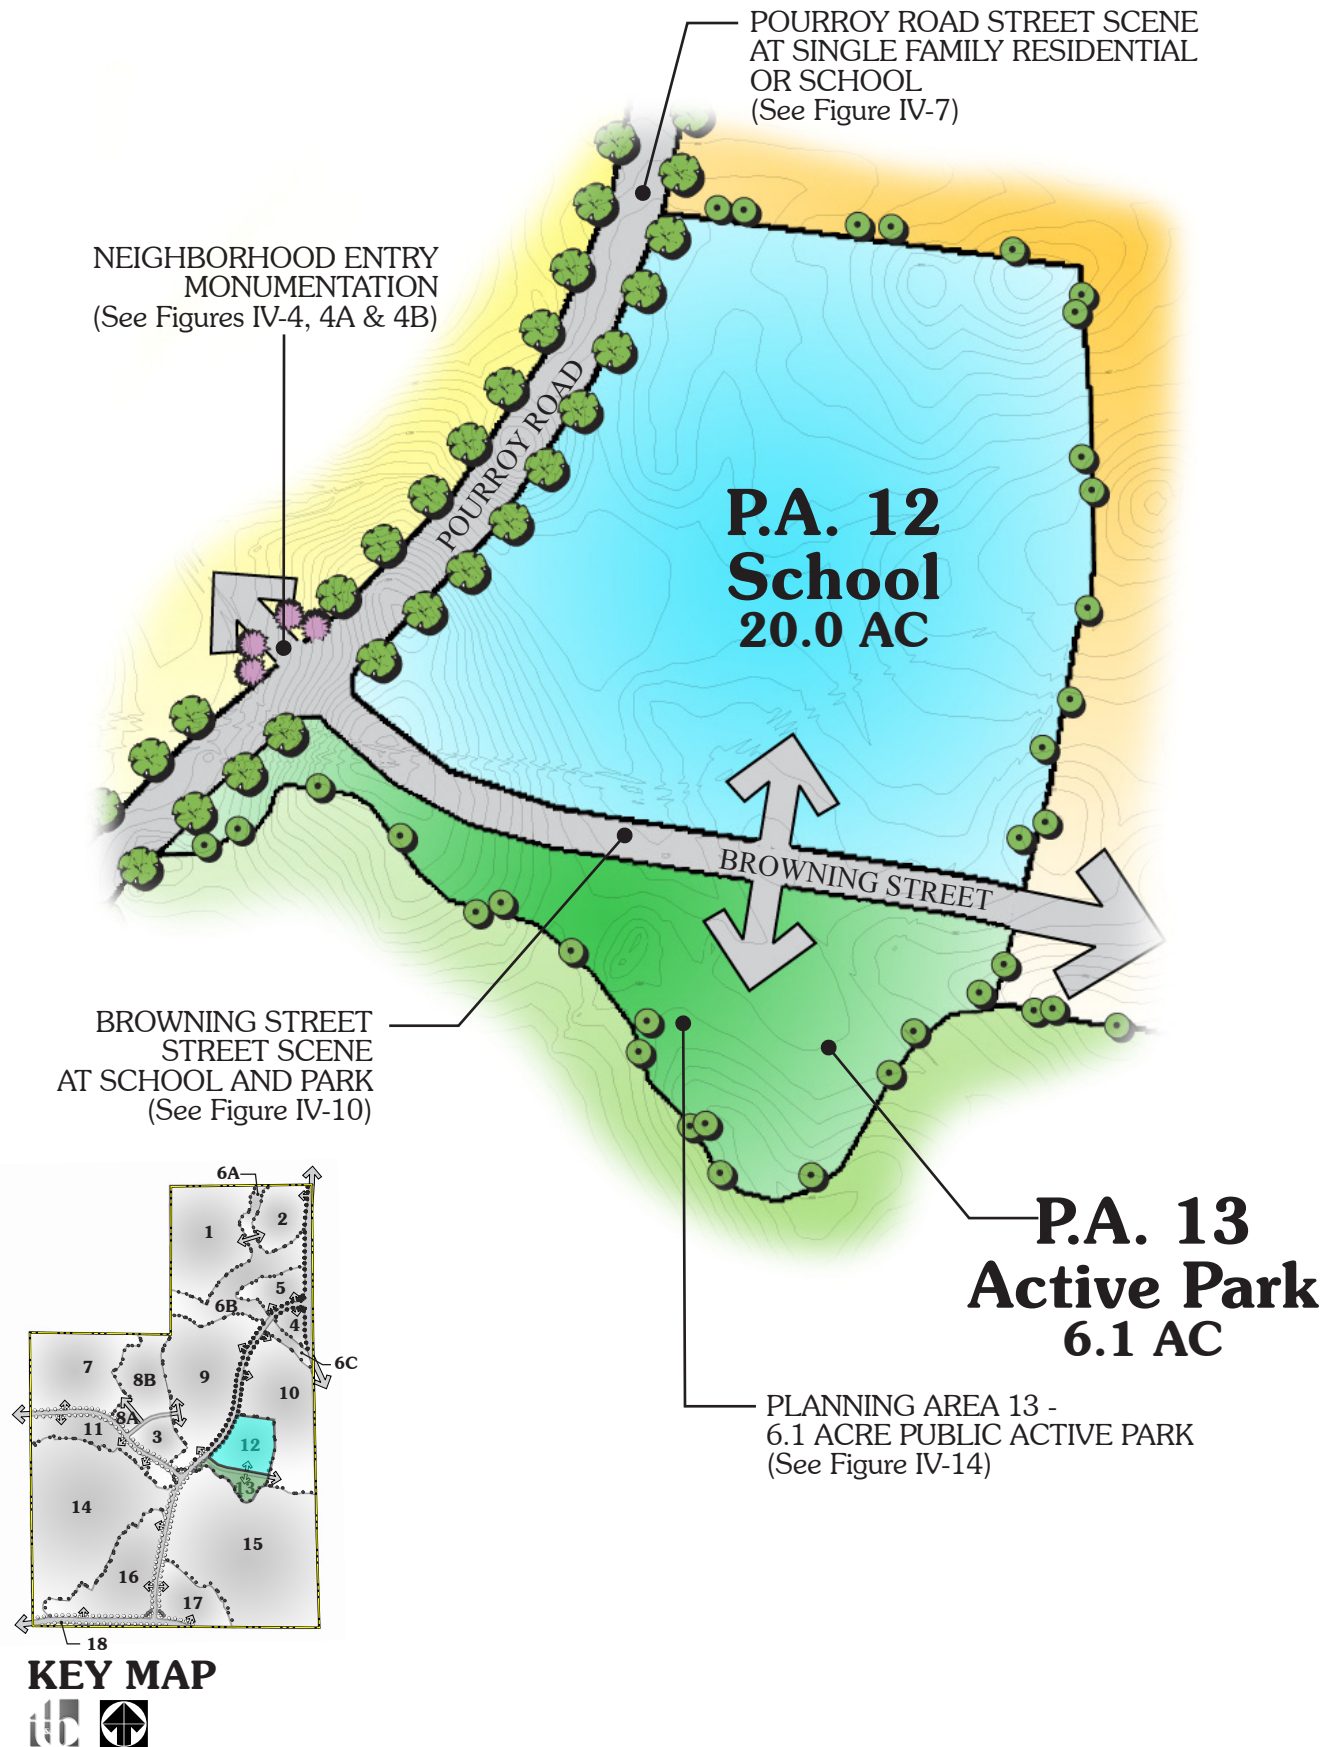 POURROY ROAD STREET SCENE
AT SINGLE FAMILY RESIDENTIAL
OR SCHOOL
(See Figure IV-7)
NEIGHBORHOOD ENTRY
MONUMENTATION
(See Figures IV-4, 4A & 4B)
POURROY ROAD
P.A. 12
School
20.0 AC
BROWNING STREET
BROWNING STREET
STREET SCENE
AT SCHOOL AND PARK
(See Figure IV-10)
P.A. 13
Active Park
6.1 AC
PLANNING AREA 13 -
6.1 ACRE PUBLIC ACTIVE PARK
(See Figure IV-14)
6A
1
2
5
6B
4
6C
7
8B
9
10
8A
11
3
12
13
14
15
16
17
18
KEY MAP